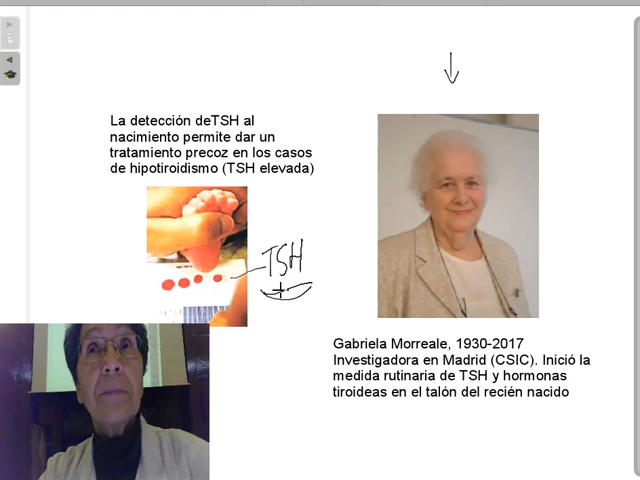 La detección deTSH al
nacimiento permite dar un
tratamiento precoz en los casos
de hipotiroidismo (TSH elevada)
TSH
Gabriela Morreale, 1930-2017
Investigadora en Madrid (CSIC). Inició la
medida rutinaria de TSH y hormonas
tiroideas en el talón del recién nacido